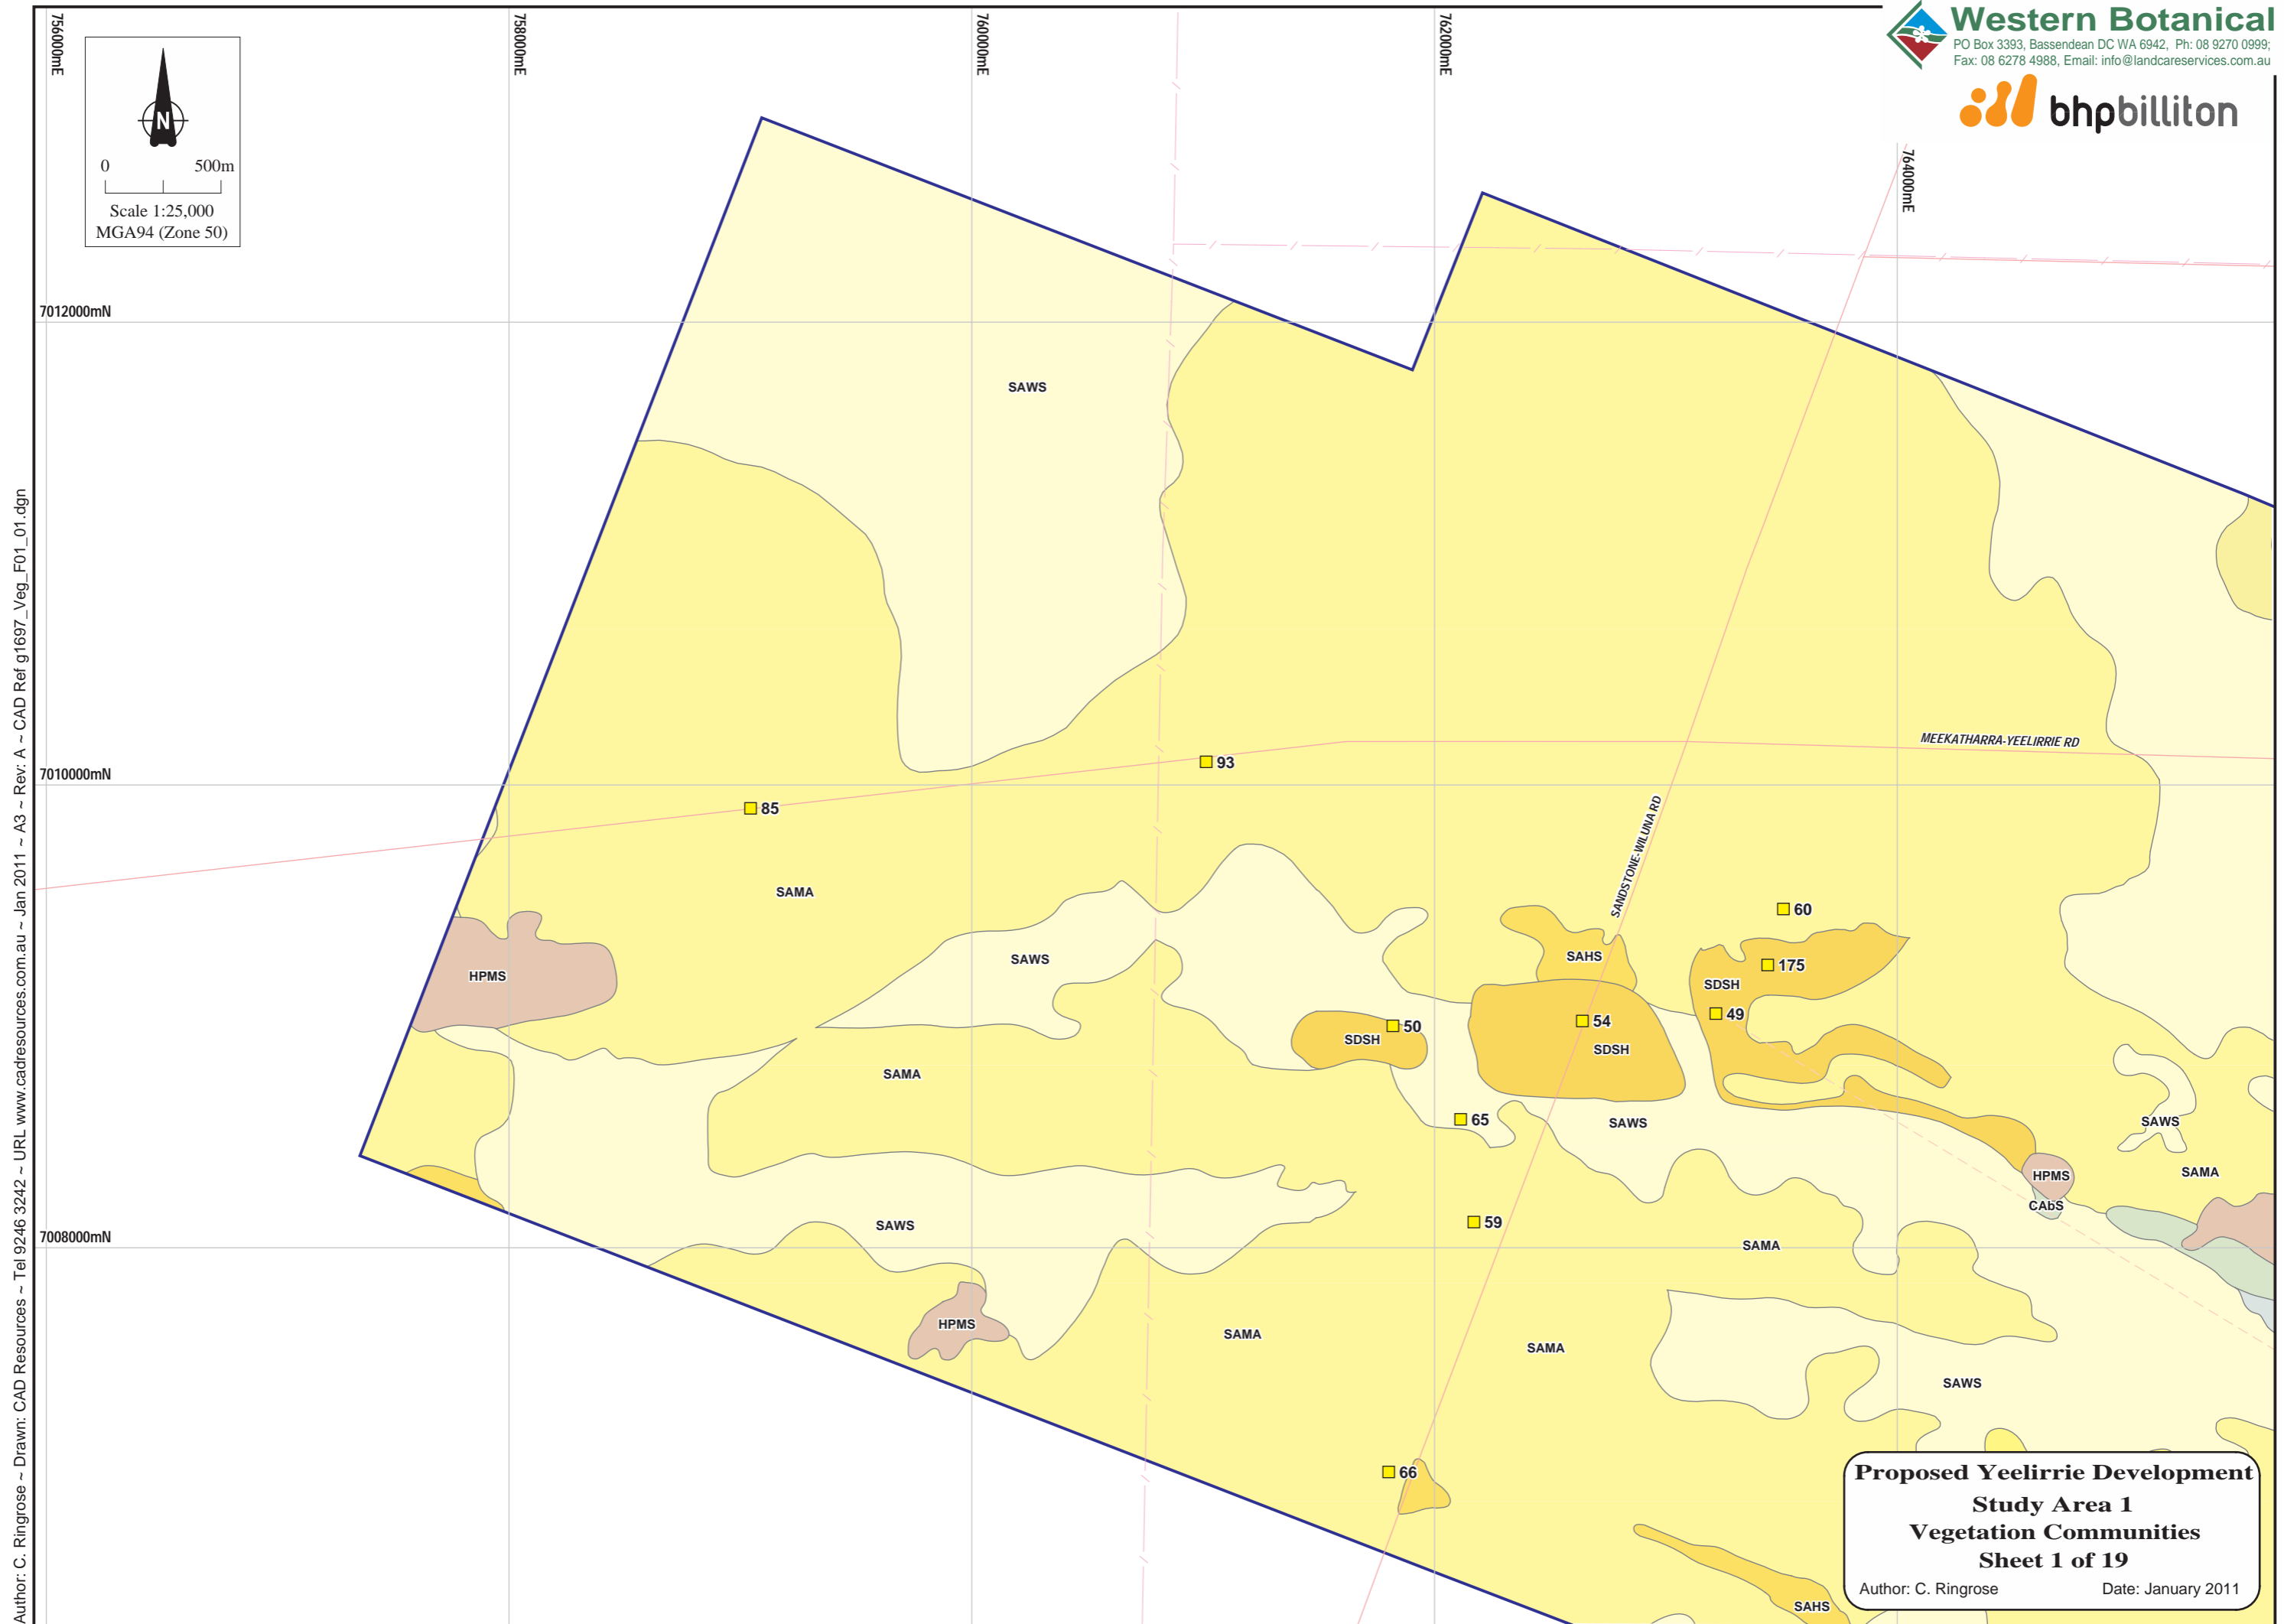 756000mE
758000mE
760000mE
762000mE
764000mE
Western Botanical
PO Box 3393, Bassendean DC WA 6942, Ph: 08 9270 0999;
Fax: 08 6278 4988, Email: info@landcareservices.com.au
bhpbilliton
N
0 500m
Scale 1:25,000
MGA94 (Zone 50)
7012000mN
SAWS
MEEKATHARRA-YEELIRRIE RD
93
7010000mN
85
SANDSTONE-WILUNA RD
SAMA
60
SAWS
SAHS
175
HPMS
SDSH
49
54
50
SDSH
SDSH
SAMA
65
SAWS
SAWS
SAMA
HPMS
CAbS
59
SAWS
7008000mN
SAMA
HPMS
SAMA
SAMA
SAWS
66
SAHS
Proposed Yeelirrie Development
Study Area 1
Vegetation Communities
Sheet 1 of 19
Author: C. Ringrose Date: January 2011
Author: C. Ringrose ~ Drawn: CAD Resources ~ Tel 9246 3242 ~ URL www.cadresources.com.au ~ Jan 2011 ~ A3 ~ Rev: A ~ CAD Ref g1697_Veg_F01_01.dgn